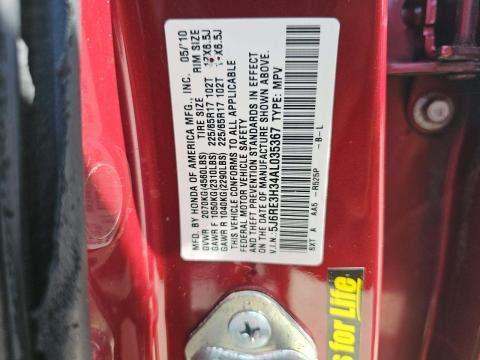 MFD. BY HONDA OF AMERICA MFG., INC. 05/10
TIRE SIZE RIM SIZE
GVWR 2070KG(4560LBS)
GAWR F 1050KG(2310LBS) 225/65R17 102T 17X6.5J
GAWR R 1040KG(2290LBS) 225/65R17 102T 17X6.5J
THIS VEHICLE CONFORMS TO ALL APPLICABLE
FEDERAL MOTOR VEHICLE SAFETY
AND THEFT PREVENTION STANDARDS IN EFFECT
ON THE DATE OF MANUFACTURE SHOWN ABOVE.
V.I.N.: 5J6RE3H34AL035367 TYPE: MPV
SXT A AA5 -R525P -B-L
for Life